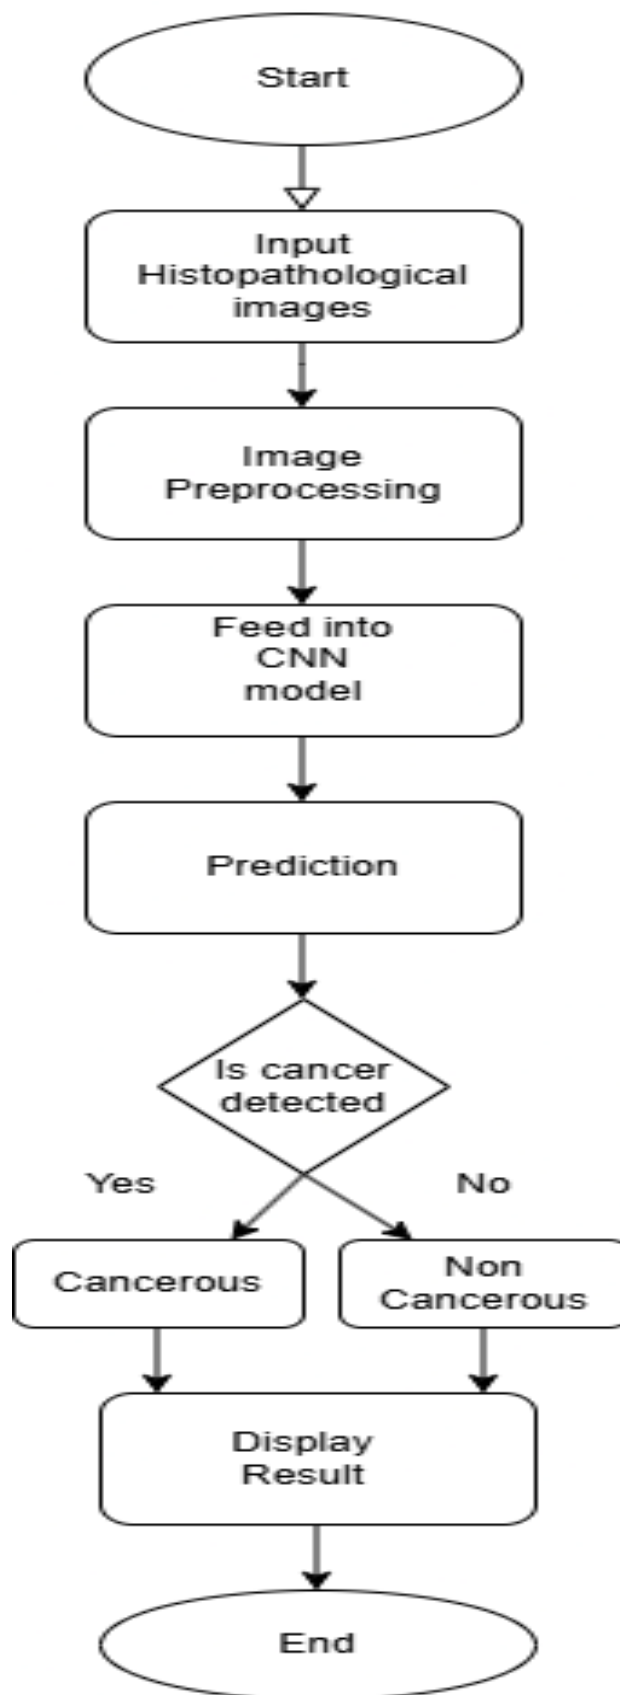 Start
Input
Histopathological
images
Image
Preprocessing
Feed into
CNN
model
Prediction
Is cancer
detected
Yes
No
Cancerous
Non
Cancerous
Display
Result
End